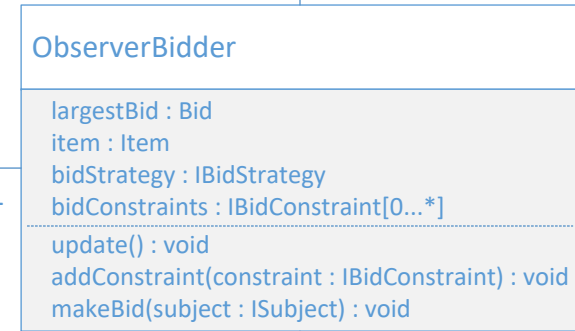 ObserverBidder
largestBid : Bid
item : Item
bidStrategy : IBidStrategy
bidConstraints : IBidConstraint[0...*]
update() : void
addConstraint(constraint : IBidConstraint) : void
makeBid(subject : ISubject) : void